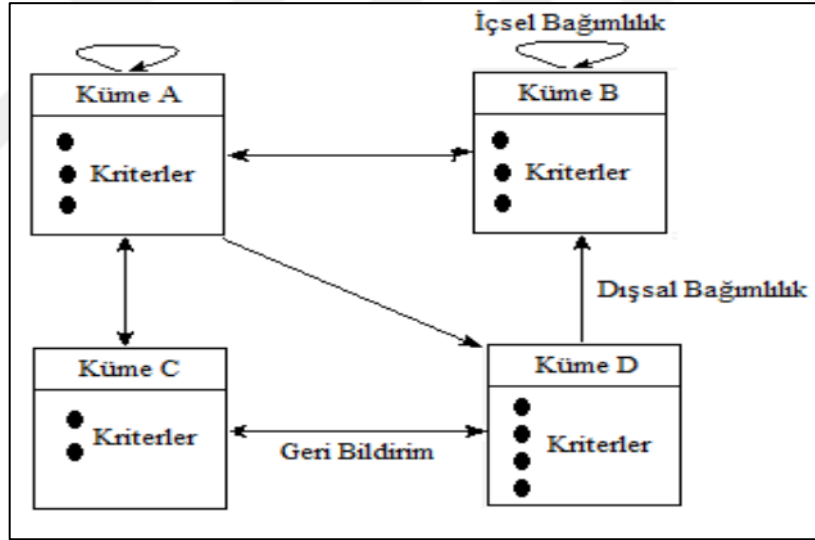 İçsel Bağımlılık
Küme A
Küme B
Kriterler
Kriterler
Dışsal Bağımlılık
Küme C
Küme D
Kriterler
Geri Bildirim
Kriterler